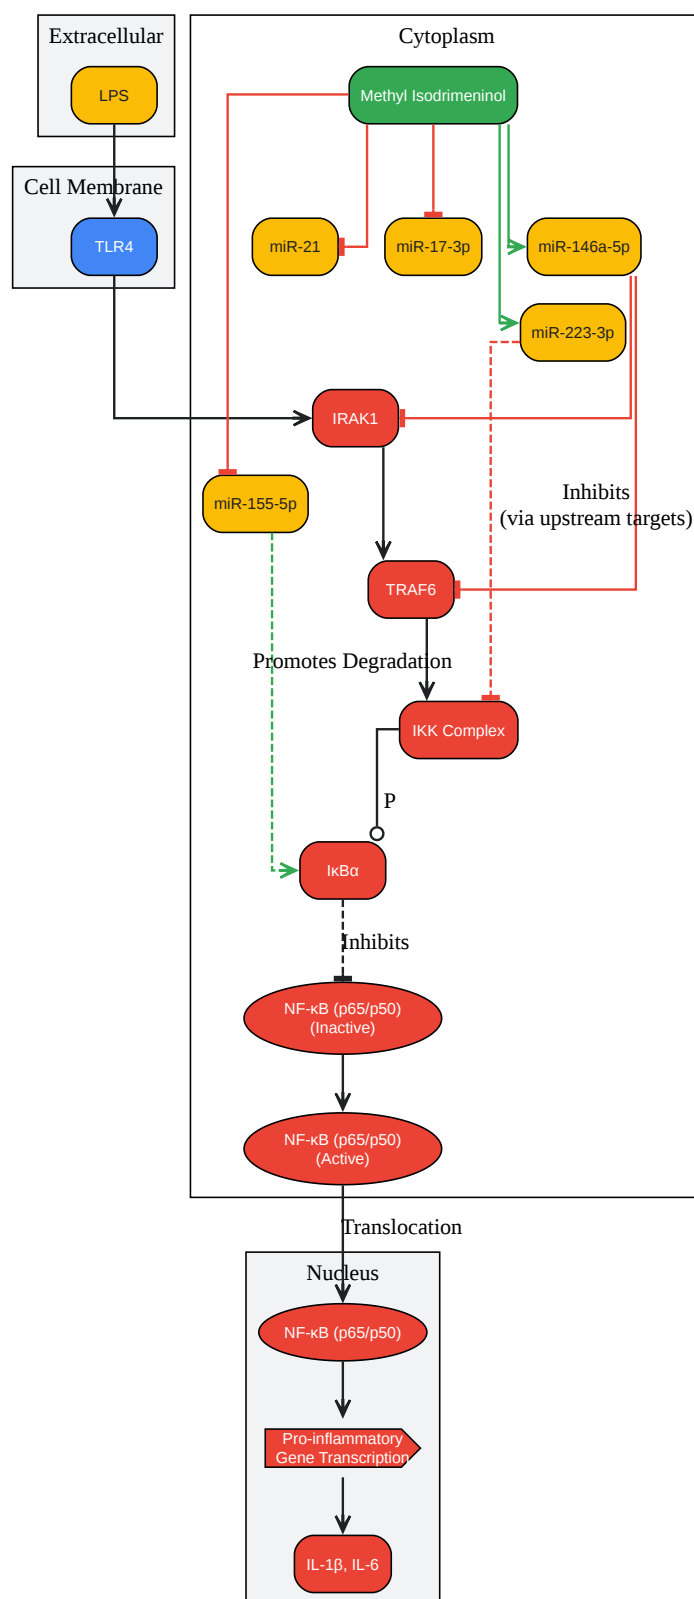 Extracellular
Cytoplasm
LPS
Methyl Isodrimeninol
Cell Membrane
TLR4
miR-21
miR-17-3p
miR-146a-5p
miR-223-3p
IRAK1
miR-155-5p
Inhibits
(via upstream targets)
TRAF6
Promotes Degradation
IKK Complex
P
IκBα
Inhibits
NF-κB (p65/p50)
(Inactive)
NF-κB (p65/p50)
(Active)
Translocation
Nucleus
NF-κB (p65/p50)
Pro-inflammatory
Gene Transcription
IL-1β, IL-6